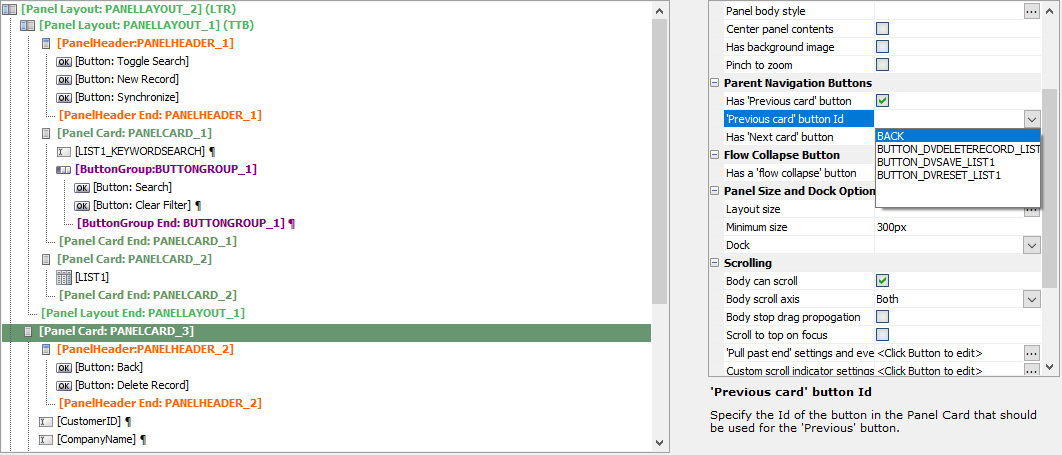 [Panel Layout: PANELLAYOUT_2] (LTR)
[Panel Layout: PANELLAYOUT_1] (TTB)
[PanelHeader:PANELHEADER_1]
OK [Button: Toggle Search]
OK [Button: New Record]
OK [Button: Synchronize]
[PanelHeader End: PANELHEADER_1]
[Panel Card: PANELCARD_1]
[LIST1_KEYWORDSEARCH] ¶
[ButtonGroup:BUTTONGROUP_1]
OK [Button: Search]
OK [Button: Clear Filter] ¶
[ButtonGroup End: BUTTONGROUP_1] ¶
[Panel Card End: PANELCARD_1]
[Panel Card: PANELCARD_2]
[LIST1]
[Panel Card End: PANELCARD_2]
[Panel Layout End: PANELLAYOUT_1]
[Panel Card: PANELCARD_3]
[PanelHeader:PANELHEADER_2]
OK [Button: Back]
OK [Button: Delete Record]
[PanelHeader End: PANELHEADER_2]
[CustomerID] ¶
[CompanyName] ¶
Panel body style ...
Center panel contents
Has background image
Pinch to zoom
Parent Navigation Buttons
Has 'Previous card' button
'Previous card' button Id
Has 'Next card' button
BACK
BUTTON_DVDELETERECORD_LIST
BUTTON_DVSAVE_LIST1
BUTTON_DVRESET_LIST1
Flow Collapse Button
Has a 'flow collapse' button
Panel Size and Dock Option
Layout size ...
Minimum size 300px
Dock
Scrolling
Body can scroll
Body scroll axis Both
Body stop drag propogation
Scroll to top on focus
'Pull past end' settings and eve <Click Button to edit> ...
Custom scroll indicator settings <Click Button to edit> ...
'Previous card' button Id
Specify the Id of the button in the Panel Card that should
be used for the 'Previous' button.